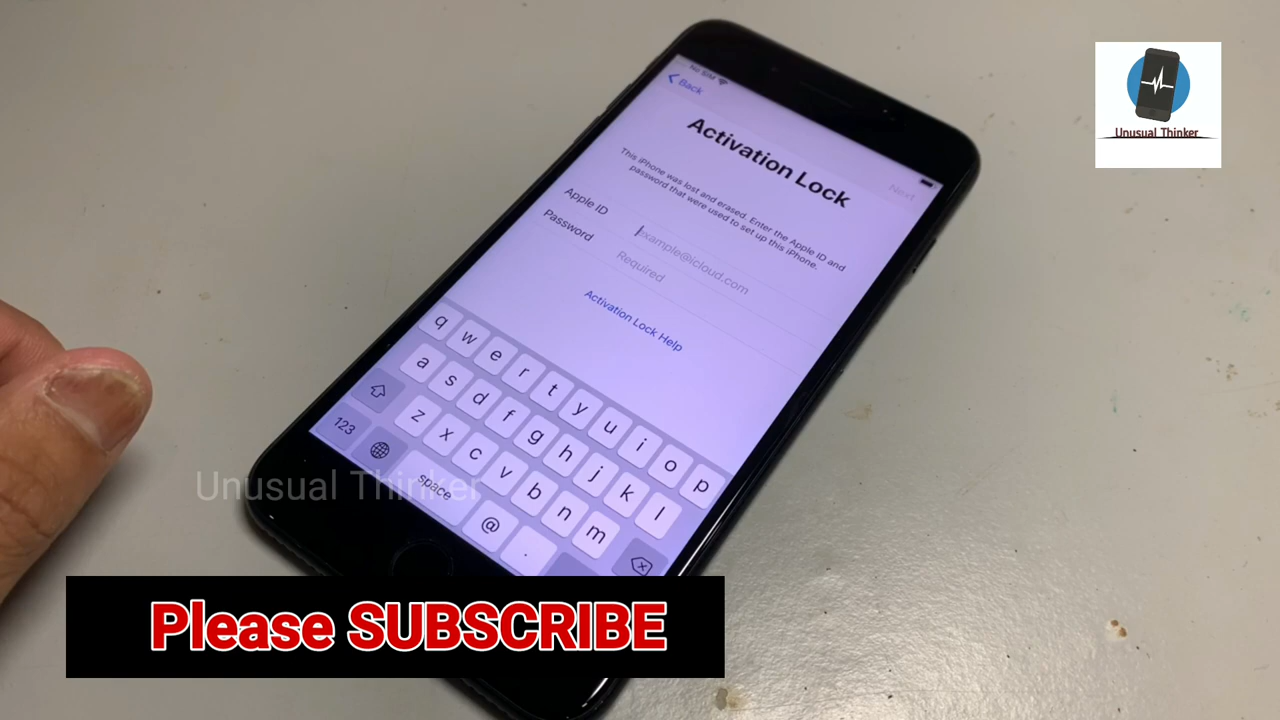 No SIM
Back
Next
Activation Lock
This iPhone was lost and erased. Enter the Apple ID and
password that were used to set up this iPhone.
Apple ID
example@icloud.com
Password
Required
Activation Lock Help
q w e r t y u i o p
a s d f g h j k l
z x c v b n m
123
space
@
.
Unusual Thinker
Unusual Thinker
Please SUBSCRIBE